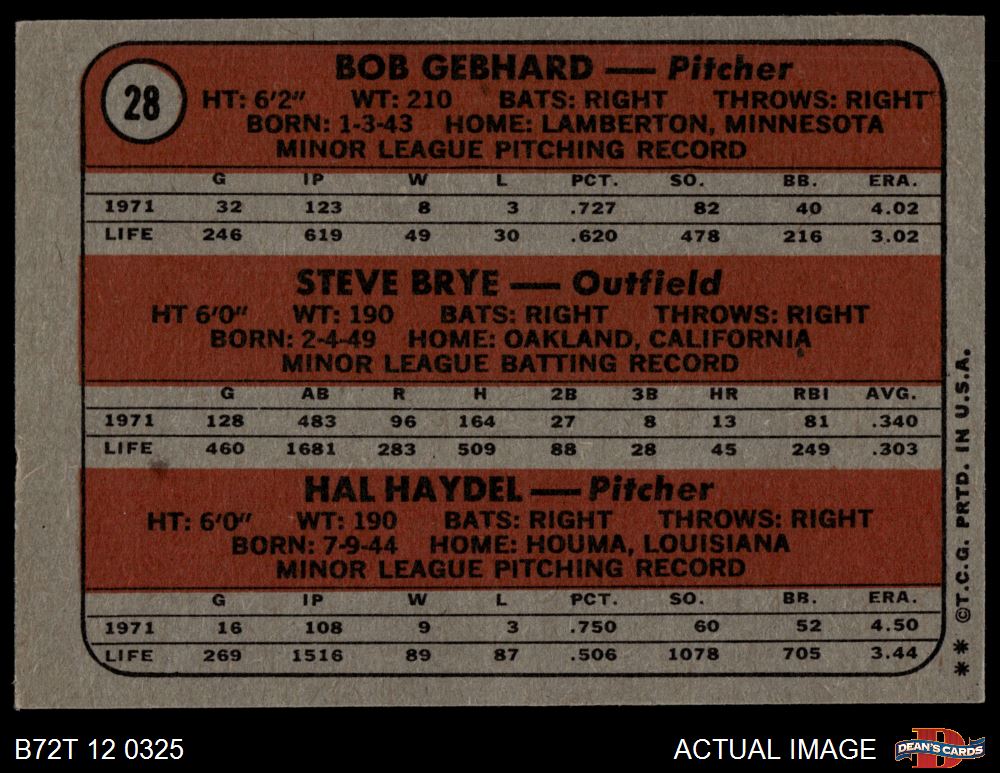 28
BOB GEBHARD — Pitcher
HT: 6'2" WT: 210 BATS: RIGHT THROWS: RIGHT
BORN: 1-3-43 HOME: LAMBERTON, MINNESOTA
MINOR LEAGUE PITCHING RECORD
G IP W L PCT. SO. BB. ERA.
1971 32 123 8 3 .727 82 40 4.02
LIFE 246 619 49 30 .620 478 216 3.02
STEVE BRYE — Outfield
HT 6'0" WT: 190 BATS: RIGHT THROWS: RIGHT
BORN: 2-4-49 HOME: OAKLAND, CALIFORNIA
MINOR LEAGUE BATTING RECORD
G AB R H 2B 3B HR RBI AVG.
1971 128 483 96 164 27 8 13 81 .340
LIFE 460 1681 283 509 88 28 45 249 .303
HAL HAYDEL — Pitcher
HT: 6'0" WT: 190 BATS: RIGHT THROWS: RIGHT
BORN: 7-9-44 HOME: HOUMA, LOUISIANA
MINOR LEAGUE PITCHING RECORD
G IP W L PCT. SO. BB. ERA.
1971 16 108 9 3 .750 60 52 4.50
LIFE 269 1516 89 87 .506 1078 705 3.44
** ©T.C.G. PRTD. IN U.S.A.
B72T 12 0325
ACTUAL IMAGE
D
DEAN'S CARDS